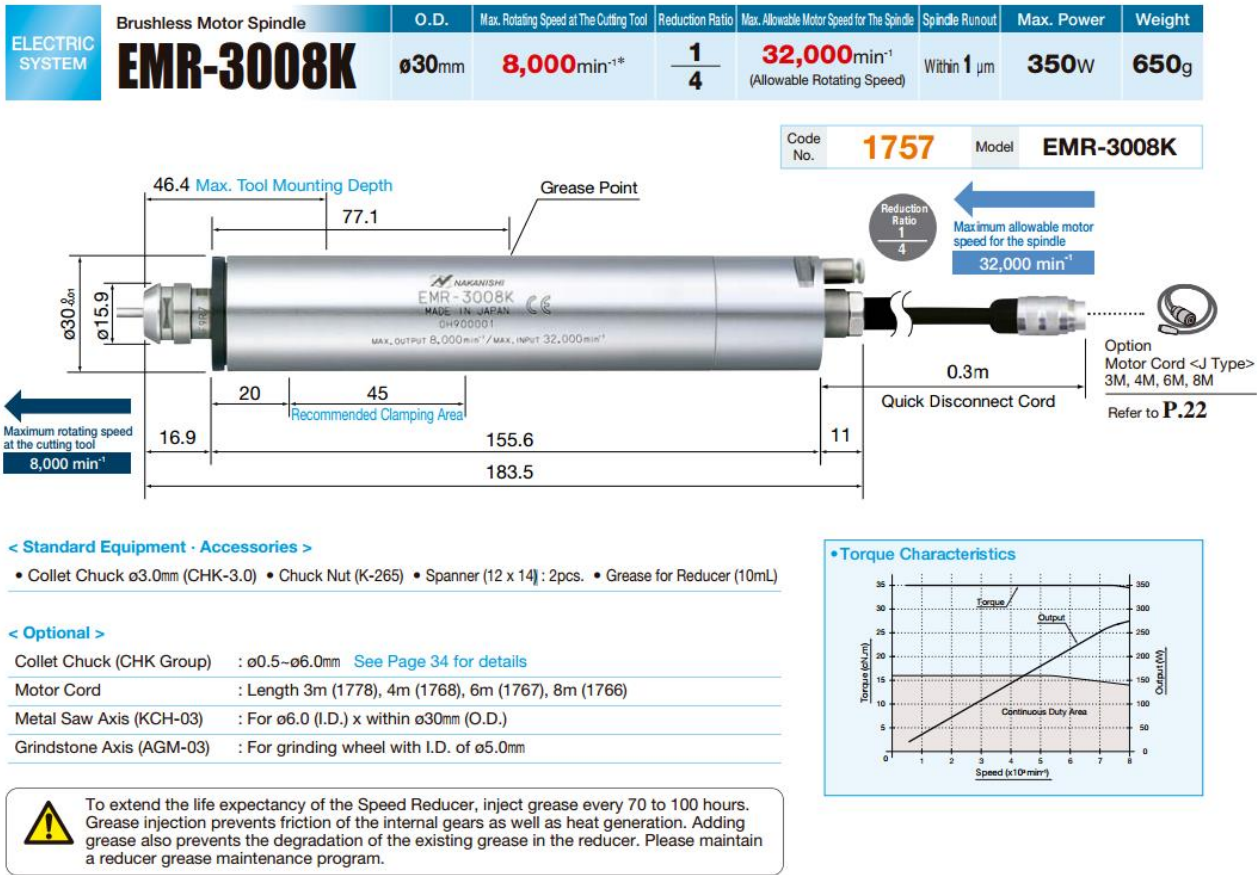 ELECTRIC
SYSTEM
Brushless Motor Spindle
EMR-3008K
O.D.
ø30mm
Max. Rotating Speed at The Cutting Tool
8,000min⁻¹*
Reduction Ratio
1
4
Max. Allowable Motor Speed for The Spindle
32,000min⁻¹
(Allowable Rotating Speed)
Spindle Runout
Within 1 μm
Max. Power
350W
Weight
650g
Code
No.
1757
Model
EMR-3008K
46.4 Max. Tool Mounting Depth
77.1
Grease Point
Reduction
Ratio
1
4
Maximum allowable motor
speed for the spindle
32,000 min⁻¹
ø30 0 -0.01
ø15.9
NAKANISHI
EMR-3008K
CE
MADE IN JAPAN
0H900001
MAX. OUTPUT 8,000min⁻¹/MAX. INPUT 32,000min⁻¹
Option
Motor Cord <J Type>
3M, 4M, 6M, 8M
Refer to P.22
0.3m
Quick Disconnect Cord
20
45
Recommended Clamping Area
Maximum rotating speed
at the cutting tool
8,000 min⁻¹
16.9
155.6
11
183.5
< Standard Equipment · Accessories >
• Collet Chuck ø3.0mm (CHK-3.0) • Chuck Nut (K-265) • Spanner (12 x 14) : 2pcs. • Grease for Reducer (10mL)
< Optional >
Collet Chuck (CHK Group) : ø0.5~ø6.0mm See Page 34 for details
Motor Cord : Length 3m (1778), 4m (1768), 6m (1767), 8m (1766)
Metal Saw Axis (KCH-03) : For ø6.0 (I.D.) x within ø30mm (O.D.)
Grindstone Axis (AGM-03) : For grinding wheel with I.D. of ø5.0mm
To extend the life expectancy of the Speed Reducer, inject grease every 70 to 100 hours.
Grease injection prevents friction of the internal gears as well as heat generation. Adding
grease also prevents the degradation of the existing grease in the reducer. Please maintain
a reducer grease maintenance program.
• Torque Characteristics
35
30
25
20
15
10
5
0
Torque (cN.m)
Torque
Output
Continuous Duty Area
350
300
250
200
150
100
50
0
Output (W)
1 2 3 4 5 6 7 8
Speed (x10³min⁻¹)